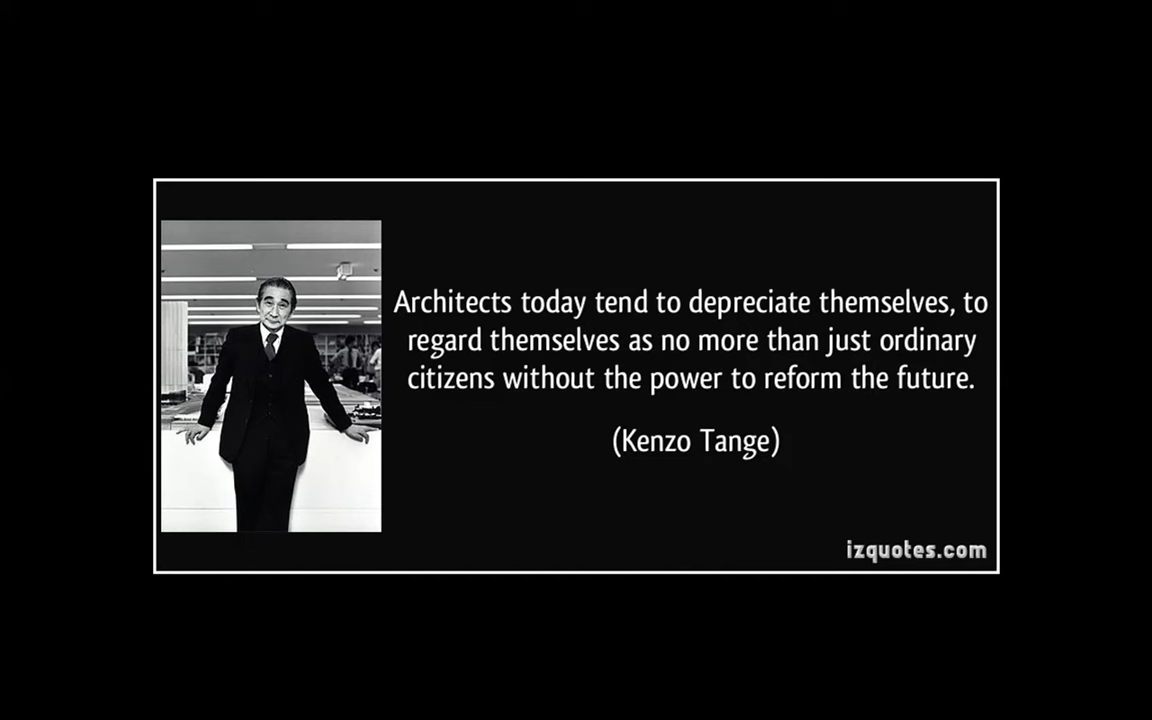 Architects today tend to depreciate themselves, to
regard themselves as no more than just ordinary
citizens without the power to reform the future.
(Kenzo Tange)
izquotes.com